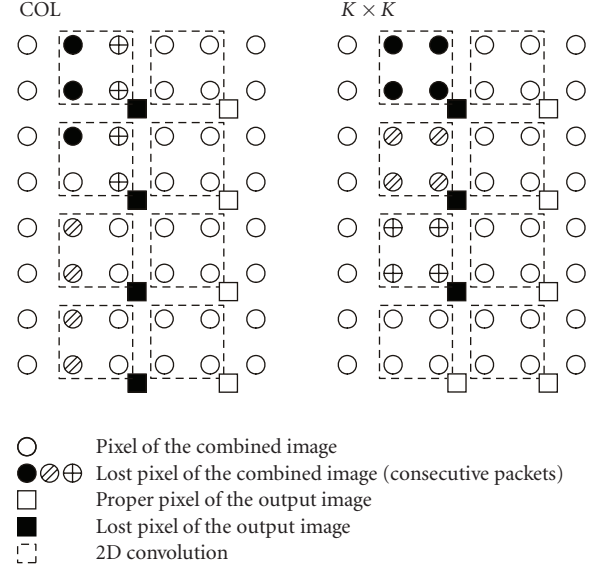 COL
K × K
Pixel of the combined image
Lost pixel of the combined image (consecutive packets)
Proper pixel of the output image
Lost pixel of the output image
2D convolution